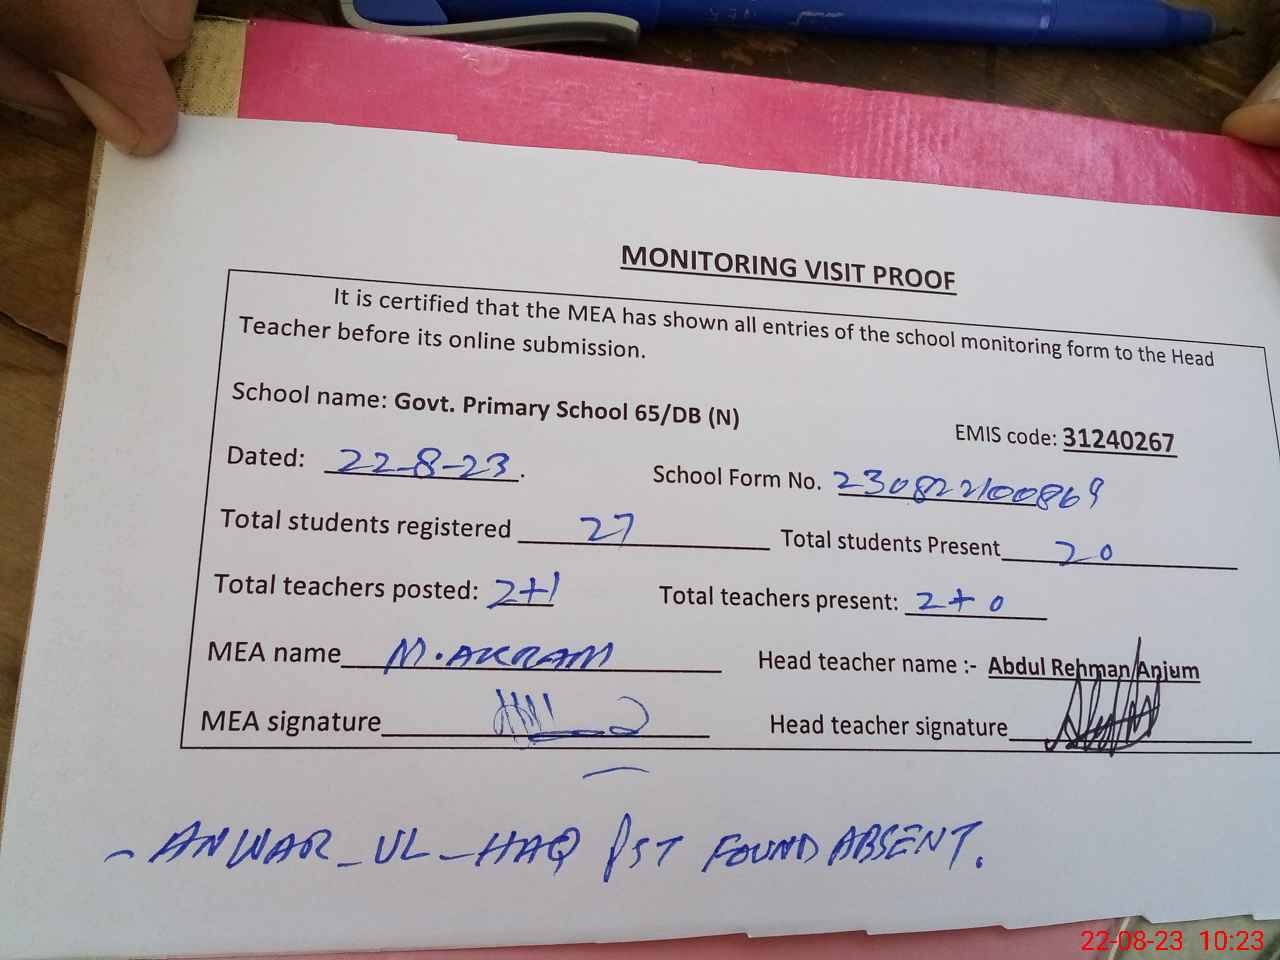 MONITORING VISIT PROOF
It is certified that the MEA has shown all entries of the school monitoring form to the Head
Teacher before its online submission.
School name: Govt. Primary School 65/DB (N)
EMIS code: 31240267
Dated: 22-8-23. School Form No. 230822100869
Total students registered 27 Total students Present 20
Total teachers posted: 2+1 Total teachers present: 2+0
MEA name M. AKRAM Head teacher name :- Abdul Rehman Anjum
MEA signature Head teacher signature
- ANWAR_UL_HAQ PST FOUND ABSENT.
22-08-23 10:23